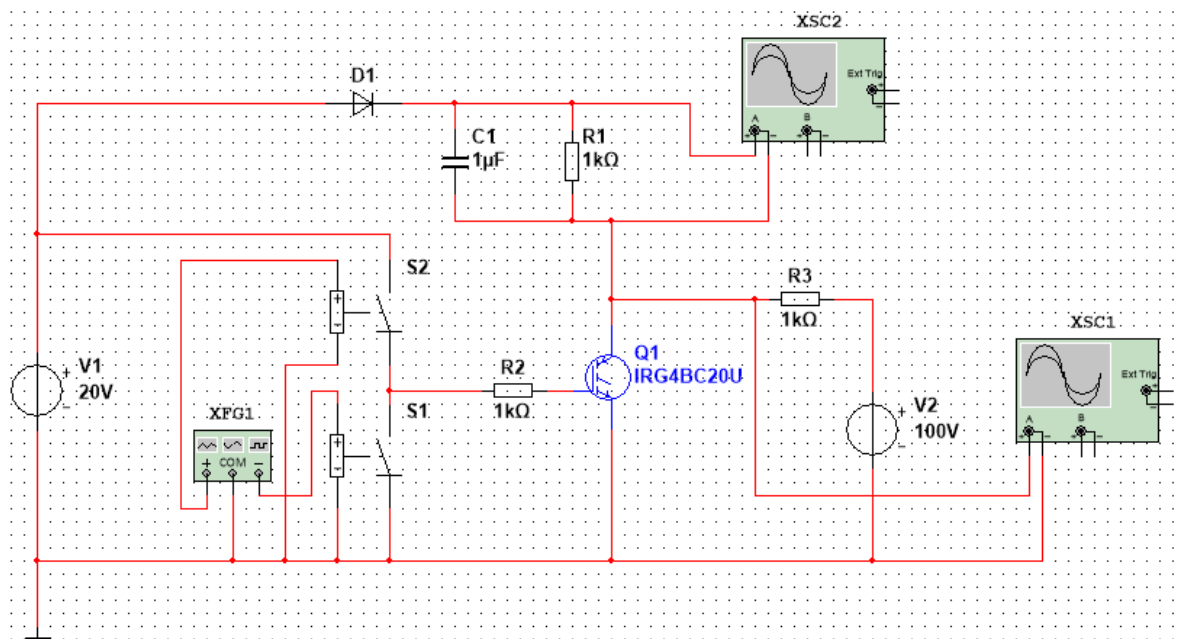 XSC2
Ext Trig
+
−
A
B
+ − + −
D1
C1
1µF
R1
1kΩ
S2
+
−
R3
1kΩ
XSC1
Ext Trig
+
−
A
B
+ − + −
V1
+
20V
−
R2
1kΩ
Q1
IRG4BC20U
V2
+
100V
−
S1
+
−
XFG1
+ COM −